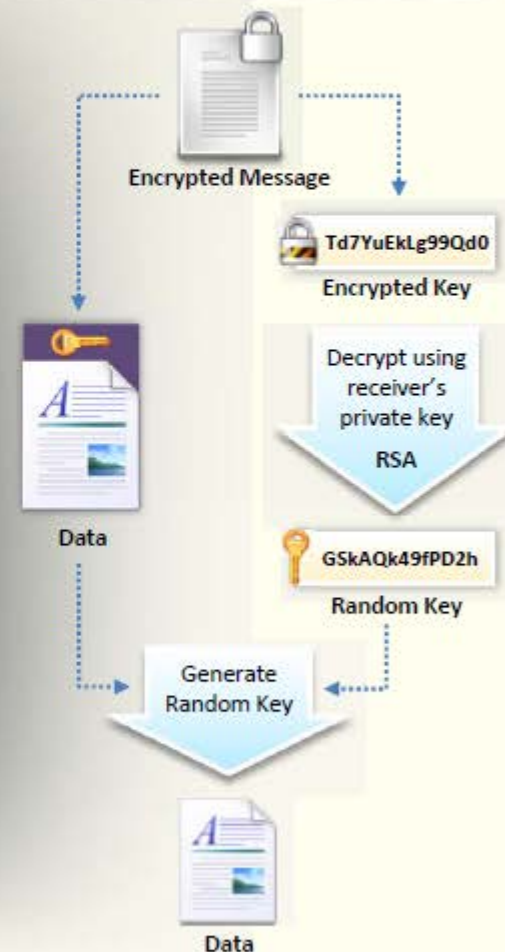 Encrypted Message
Td7YuEkLg99Qd0
Encrypted Key
Decrypt using
receiver's
private key
RSA
Data
GSkAQk49fPD2h
Random Key
Generate
Random Key
Data